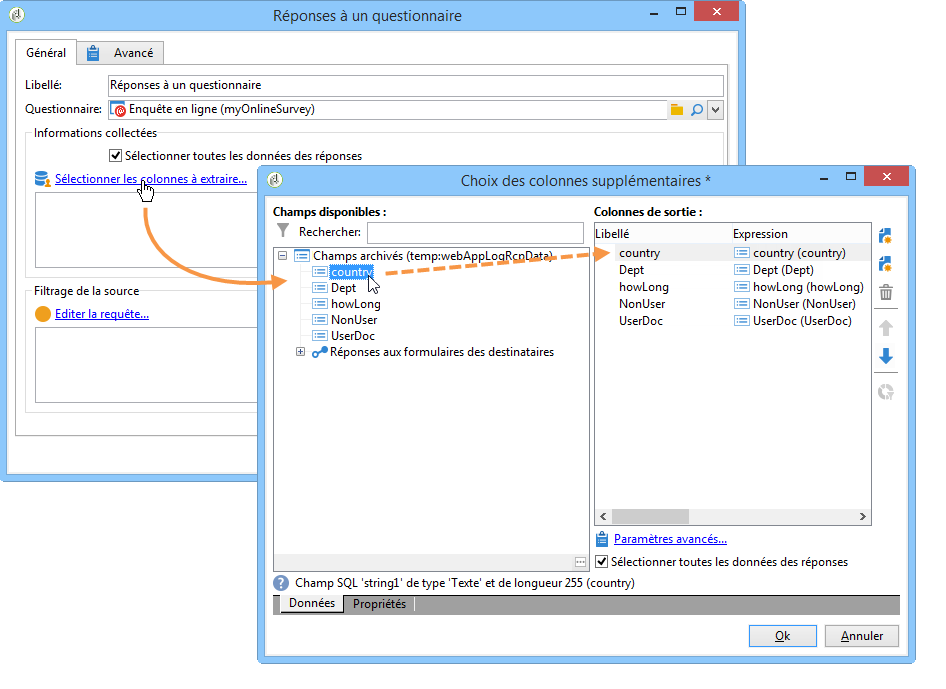 Réponses à un questionnaire
Général
Avancé
Libellé:
Réponses à un questionnaire
Questionnaire:
Enquête en ligne (myOnlineSurvey)
Informations collectées
Sélectionner toutes les données des réponses
Sélectionner les colonnes à extraire...
Filtrage de la source
Editer la requête...
Choix des colonnes supplémentaires *
Champs disponibles :
Rechercher:
Champs archivés (temp:webAppLogRcpData)
country
Dept
howLong
NonUser
UserDoc
Réponses aux formulaires des destinataires
Colonnes de sortie :
Libellé Expression
country country (country)
Dept Dept (Dept)
howLong howLong (howLong)
NonUser NonUser (NonUser)
UserDoc UserDoc (UserDoc)
Paramètres avancés...
Sélectionner toutes les données des réponses
Champ SQL 'string1' de type 'Texte' et de longueur 255 (country)
Données Propriétés
Ok Annuler